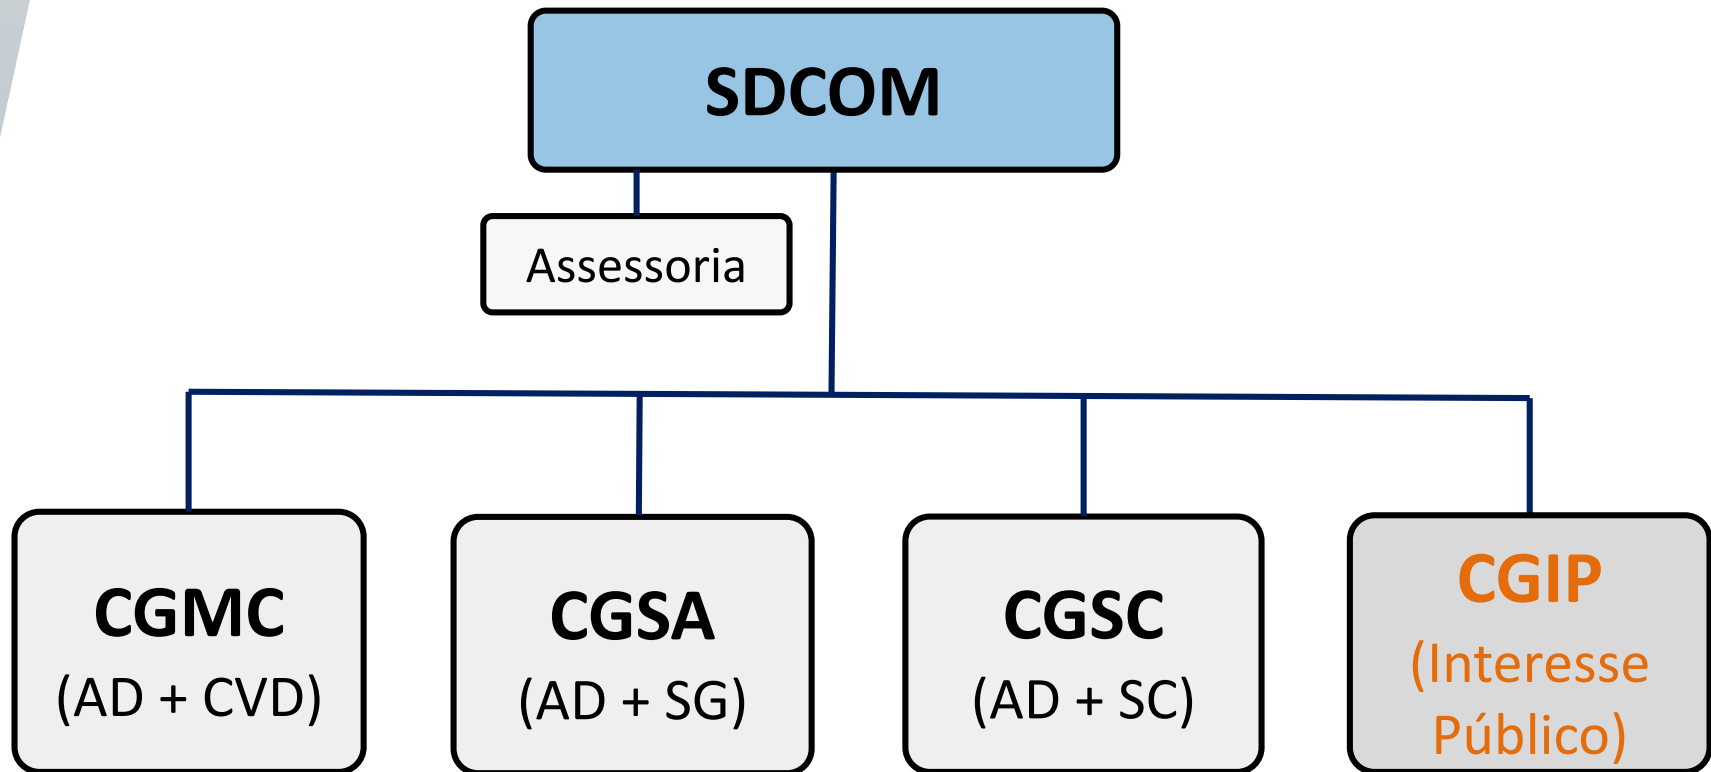 SDCOM
Assessoria
CGMC
(AD + CVD)
CGSA
(AD + SG)
CGSC
(AD + SC)
CGIP
(Interesse
Público)